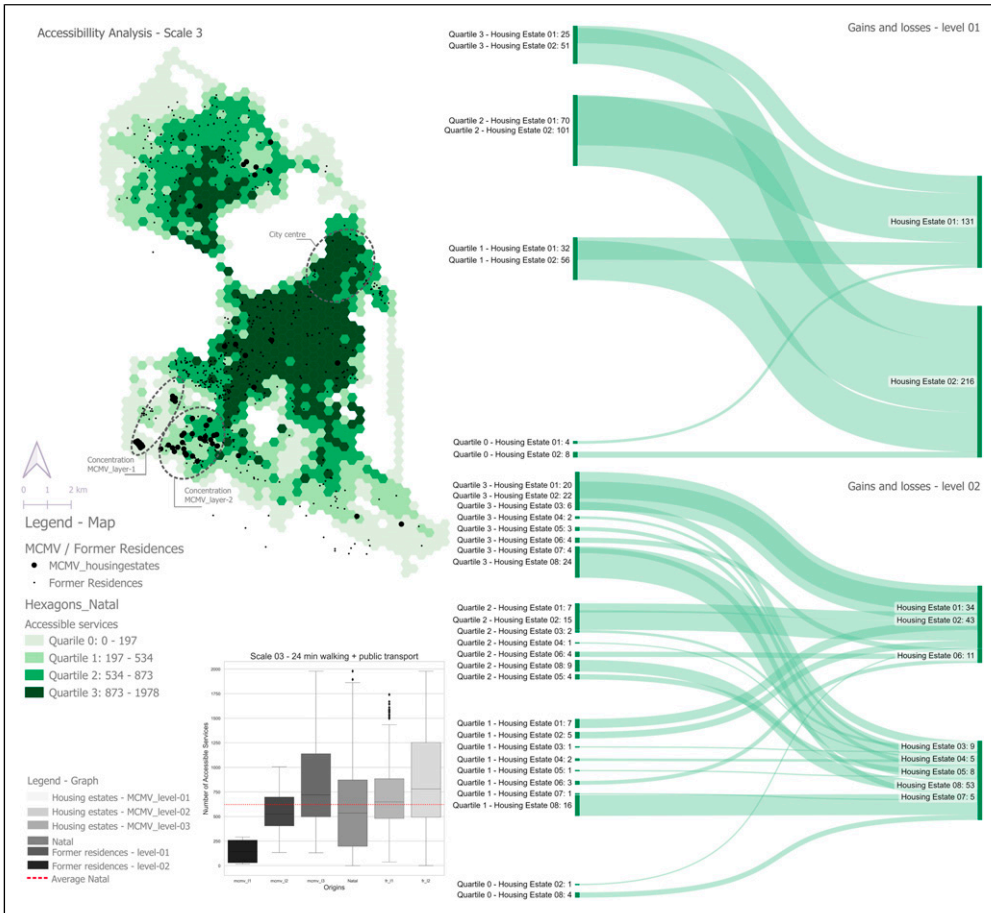 Accessibillity Analysis - Scale 3
City centre
Concentration
MCMV_layer-1
Concentration
MCMV_layer-2
0 1 2 km
Legend - Map
MCMV / Former Residences
MCMV_housingestates
Former Residences
Hexagons_Natal
Accessible services
Quarile 0: 0 - 197
Quartile 1: 197 - 534
Quartile 2: 534 - 873
Quartile 3: 873 - 1978
Legend - Graph
Housing estates - MCMV_level-01
Housing estates - MCMV_level-02
Housing estates - MCMV_level-03
Natal
Former residences - level-01
Former residences - level-02
Average Natal
Scale 03 - 24 min walking + public transport
Number of Accessible Services
2000
1750
1500
1250
1000
750
500
250
0
mcmv_l1 mcmv_l2 mcmv_l3 Natal fr_l1 fr_l2
Origins
Gains and losses - level 01
Quartile 3 - Housing Estate 01: 25
Quartile 3 - Housing Estate 02: 51
Quartile 2 - Housing Estate 01: 70
Quartile 2 - Housing Estate 02: 101
Quartile 1 - Housing Estate 01: 32
Quartile 1 - Housing Estate 02: 56
Quartile 0 - Housing Estate 01: 4
Quartile 0 - Housing Estate 02: 8
Housing Estate 01: 131
Housing Estate 02: 216
Gains and losses - level 02
Quartile 3 - Housing Estate 01: 20
Quartile 3 - Housing Estate 02: 22
Quartile 3 - Housing Estate 03: 6
Quartile 3 - Housing Estate 04: 2
Quartile 3 - Housing Estate 05: 3
Quartile 3 - Housing Estate 06: 4
Quartile 3 - Housing Estate 07: 4
Quartile 3 - Housing Estate 08: 24
Quartile 2 - Housing Estate 01: 7
Quartile 2 - Housing Estate 02: 15
Quartile 2 - Housing Estate 03: 2
Quartile 2 - Housing Estate 04: 1
Quartile 2 - Housing Estate 06: 4
Quartile 2 - Housing Estate 08: 9
Quartile 2 - Housing Estate 05: 4
Quartile 1 - Housing Estate 01: 7
Quartile 1 - Housing Estate 02: 5
Quartile 1 - Housing Estate 03: 1
Quartile 1 - Housing Estate 04: 2
Quartile 1 - Housing Estate 05: 1
Quartile 1 - Housing Estate 06: 3
Quartile 1 - Housing Estate 07: 1
Quartile 1 - Housing Estate 08: 16
Quartile 0 - Housing Estate 02: 1
Quartile 0 - Housing Estate 08: 4
Housing Estate 01: 34
Housing Estate 02: 43
Housing Estate 06: 11
Housing Estate 03: 9
Housing Estate 04: 5
Housing Estate 05: 8
Housing Estate 08: 53
Housing Estate 07: 5